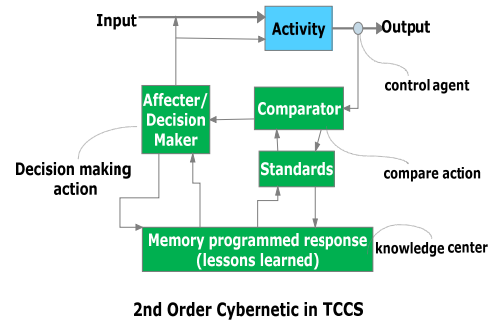 Input
Activity
Output
control agent
Affecter/
Decision
Maker
Comparator
Decision making
action
Standards
compare action
Memory programmed response
(lessons learned)
knowledge center
2nd Order Cybernetic in TCCS